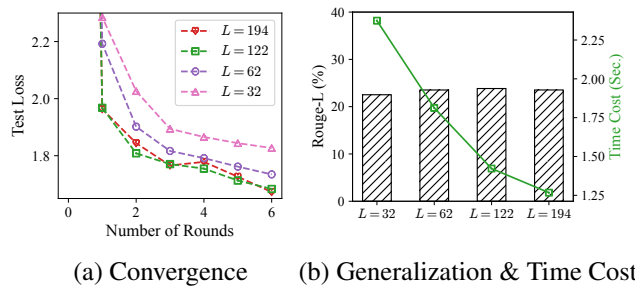 2.2
2.0
1.8
Test Loss
0 2 4 6
Number of Rounds
L = 194
L = 122
L = 62
L = 32
(a) Convergence
40
30
20
10
0
Rouge-L (%)
L = 32 L = 62 L = 122 L = 194
2.25
2.00
1.75
1.50
1.25
Time Cost(Sec.)
(b) Generalization & Time Cost